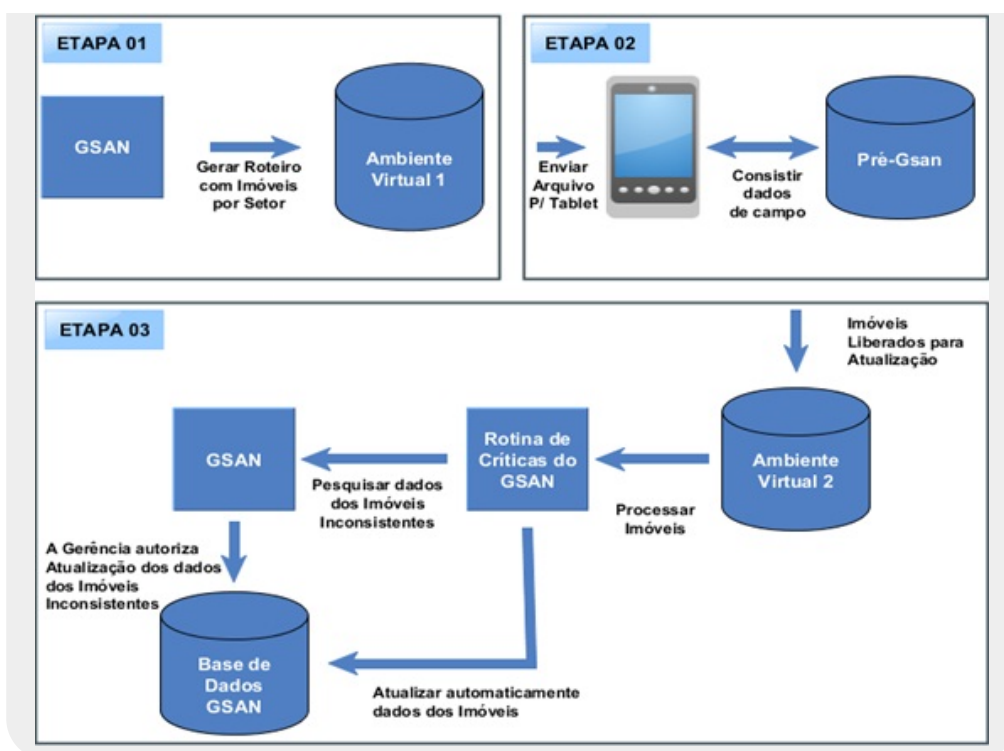 ETAPA 01
GSAN
Gerar Roteiro
com Imóveis
por Setor
Ambiente
Virtual 1
ETAPA 02
Enviar
Arquivo
P/ Tablet
Consistir
dados
de campo
Pré-Gsan
ETAPA 03
Imóveis
Liberados para
Atualização
Ambiente
Virtual 2
Processar
Imóveis
Rotina de
Críticas do
GSAN
Pesquisar dados
dos Imóveis
Inconsistentes
GSAN
A Gerência autoriza
Atualização dos dados
dos Imóveis
Inconsistentes
Base de
Dados
GSAN
Atualizar automaticamente
dados dos Imóveis